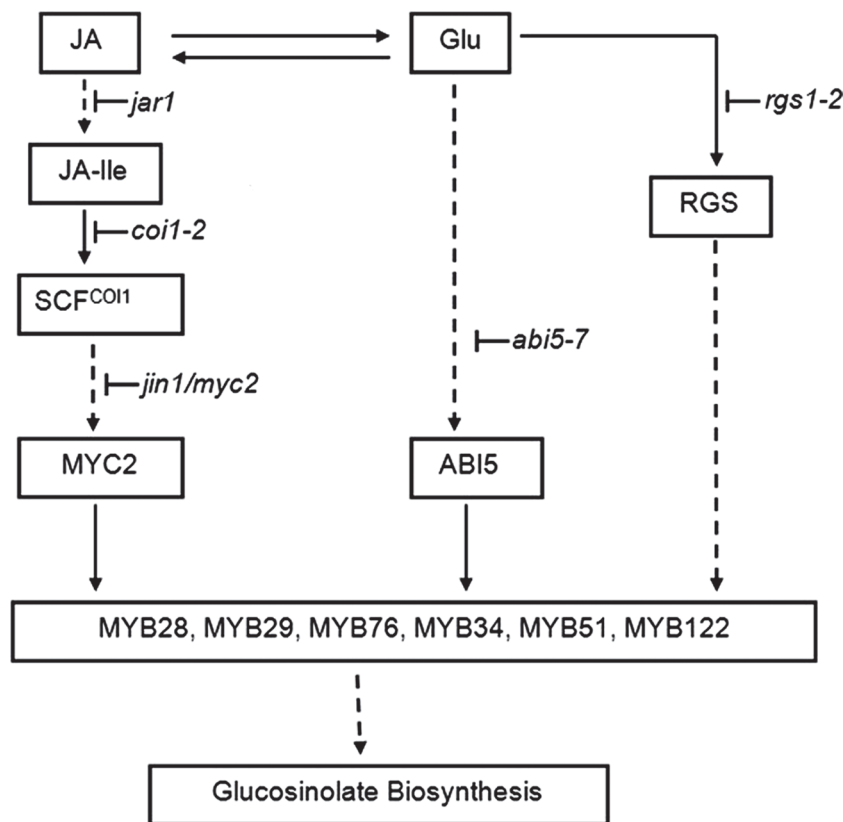 JA
Glu
jar1
rgs1-2
JA-Ile
RGS
coi1-2
SCFCOI1
abi5-7
jin1/myc2
MYC2
ABI5
MYB28, MYB29, MYB76, MYB34, MYB51, MYB122
Glucosinolate Biosynthesis